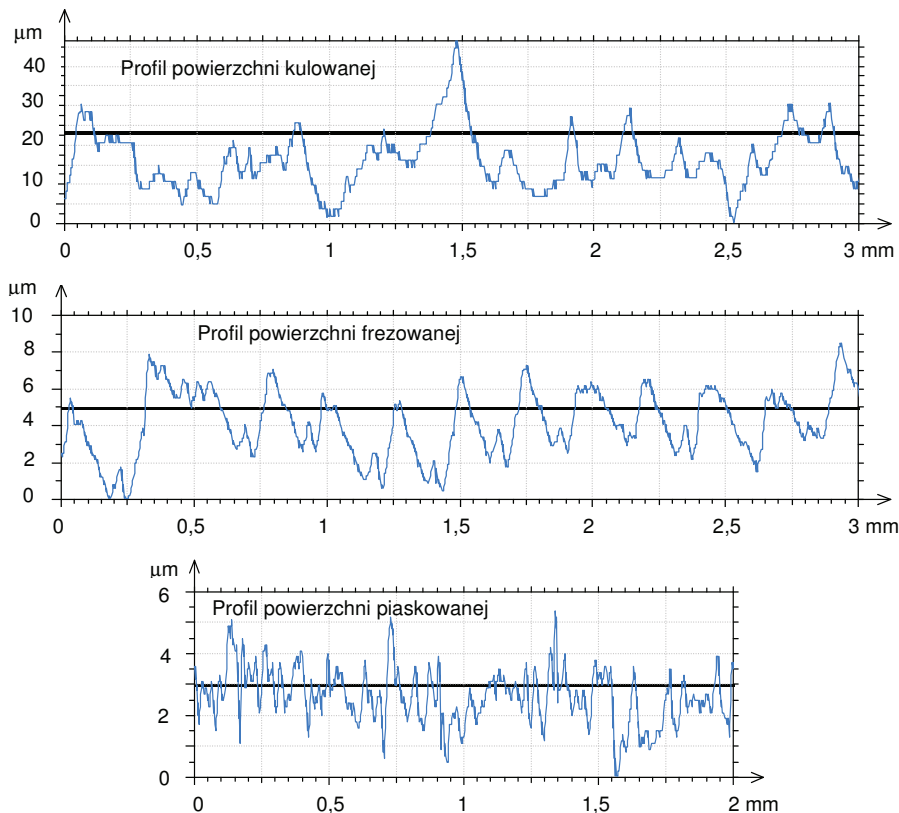 μm
40
Profil powierzchni kulowanej
30
20
10
0
0 0,5 1 1,5 2 2,5 3 mm
μm
10
Profil powierzchni frezowanej
8
6
4
2
0
0 0,5 1 1,5 2 2,5 3 mm
μm
6
Profil powierzchni piaskowanej
4
2
0
0 0,5 1 1,5 2 mm